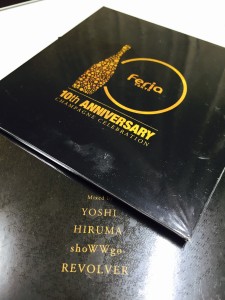 Feria
10th ANNIVERSARY
CHAMPAGNE CELEBRATION
Mixed
YOSHI
HIRUMA
shoWWgo
REVOLVER